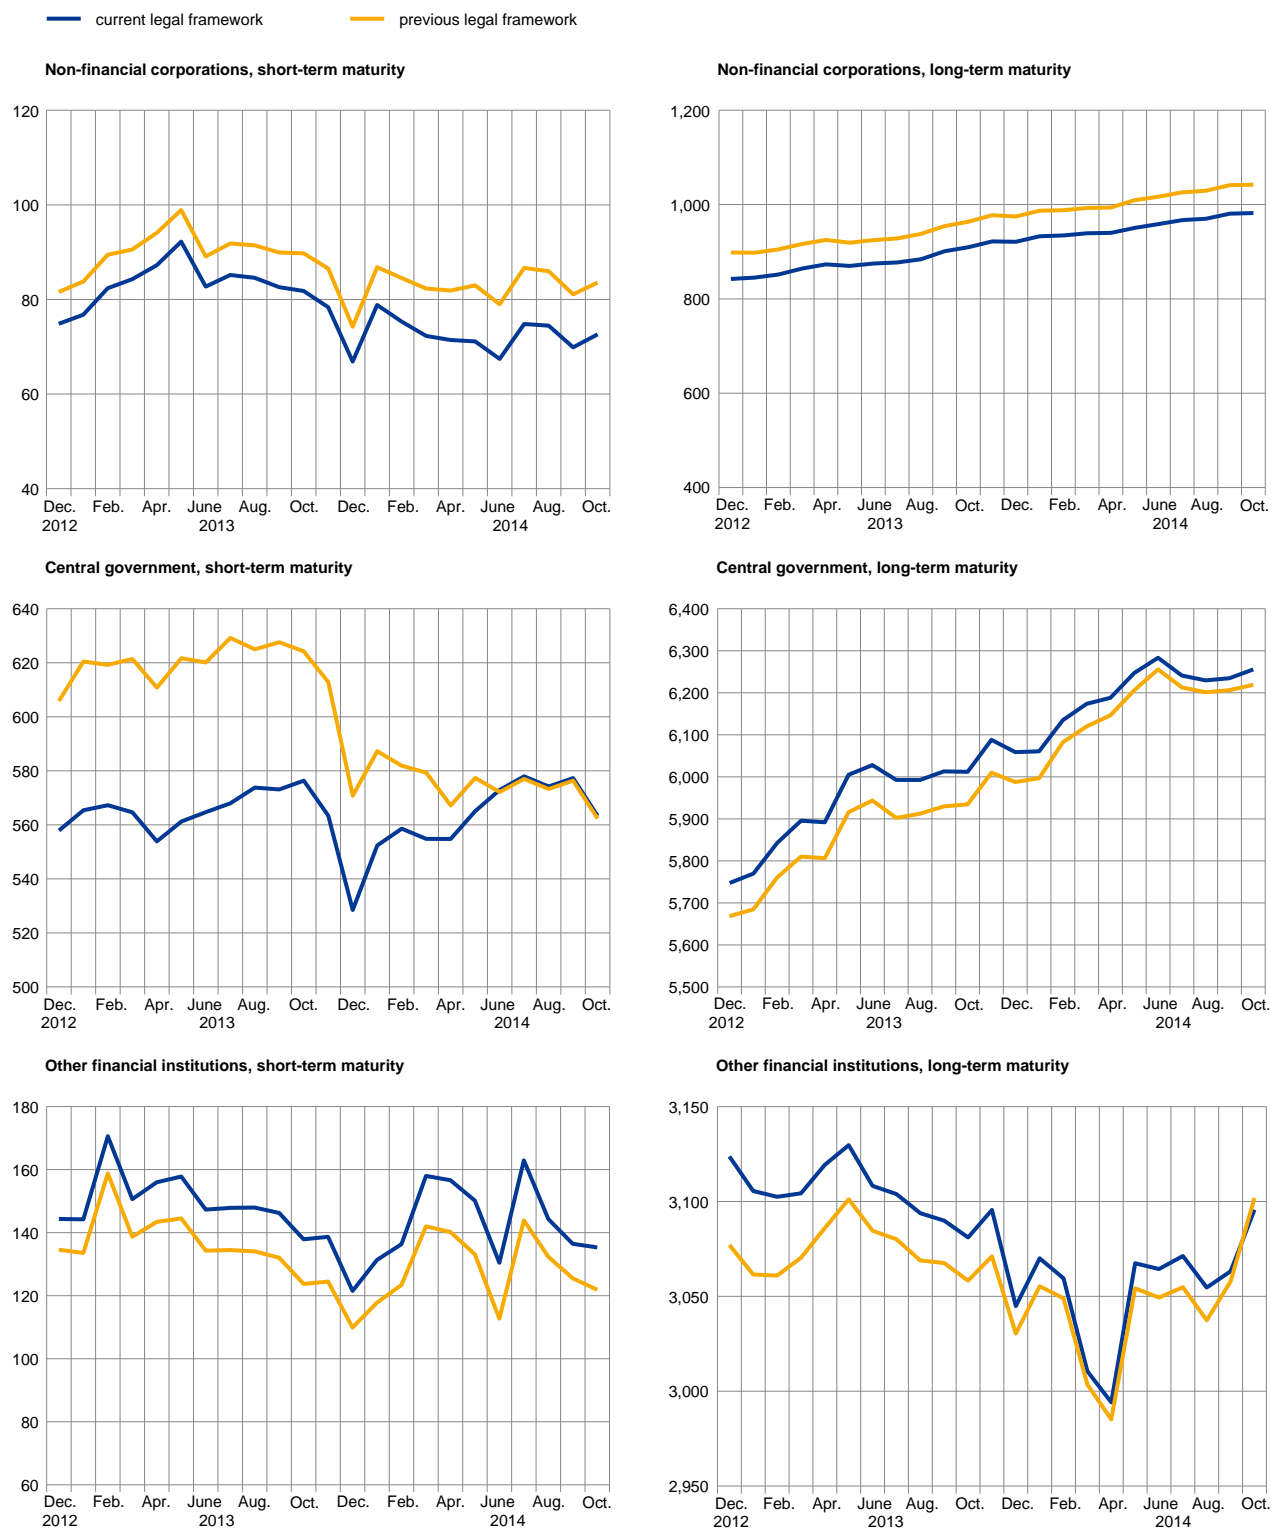 current legal framework previous legal framework
Non-financial corporations, short-term maturity
120
100
80
60
40
Dec. Feb. Apr. June Aug. Oct. Dec. Feb. Apr. June Aug. Oct.
2012 2013 2014
Non-financial corporations, long-term maturity
1,200
1,000
800
600
400
Dec. Feb. Apr. June Aug. Oct. Dec. Feb. Apr. June Aug. Oct.
2012 2013 2014
Central government, short-term maturity
640
620
600
580
560
540
520
500
Dec. Feb. Apr. June Aug. Oct. Dec. Feb. Apr. June Aug. Oct.
2012 2013 2014
Central government, long-term maturity
6,400
6,300
6,200
6,100
6,000
5,900
5,800
5,700
5,600
5,500
Dec. Feb. Apr. June Aug. Oct. Dec. Feb. Apr. June Aug. Oct.
2012 2013 2014
Other financial institutions, short-term maturity
180
160
140
120
100
80
60
Dec. Feb. Apr. June Aug. Oct. Dec. Feb. Apr. June Aug. Oct.
2012 2013 2014
Other financial institutions, long-term maturity
3,150
3,100
3,050
3,000
2,950
Dec. Feb. Apr. June Aug. Oct. Dec. Feb. Apr. June Aug. Oct.
2012 2013 2014